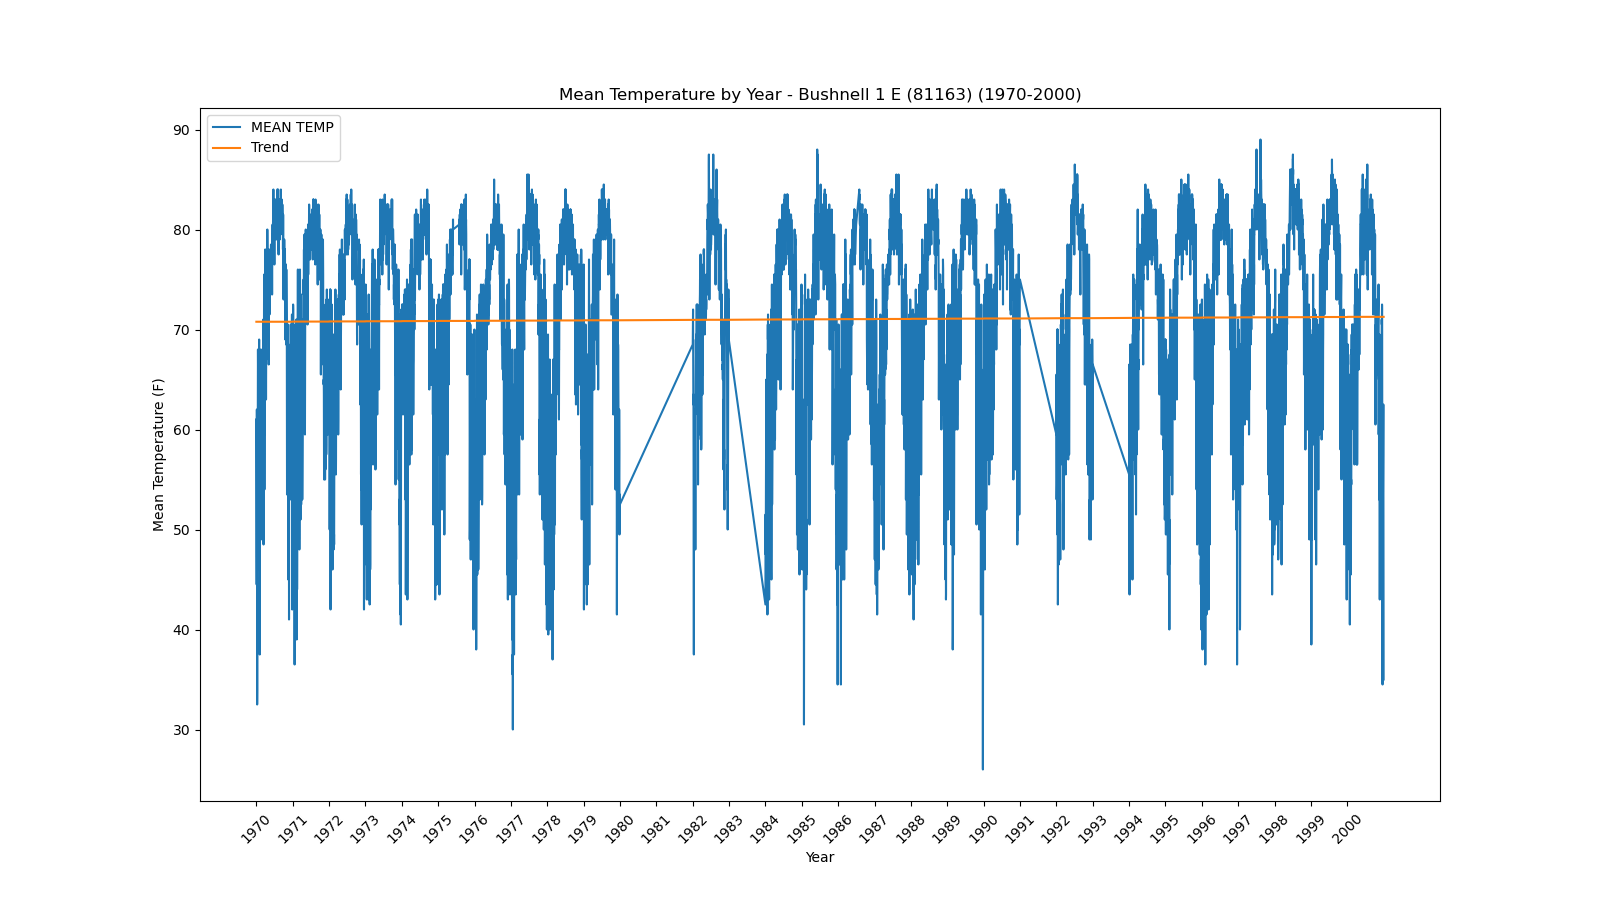 Mean Temperature by Year - Bushnell 1 E (81163) (1970-2000)
MEAN TEMP
Trend
Mean Temperature (F)
90
80
70
60
50
40
30
1970 1971 1972 1973 1974 1975 1976 1977 1978 1979 1980 1981 1982 1983 1984 1985 1986 1987 1988 1989 1990 1991 1992 1993 1994 1995 1996 1997 1998 1999 2000
Year